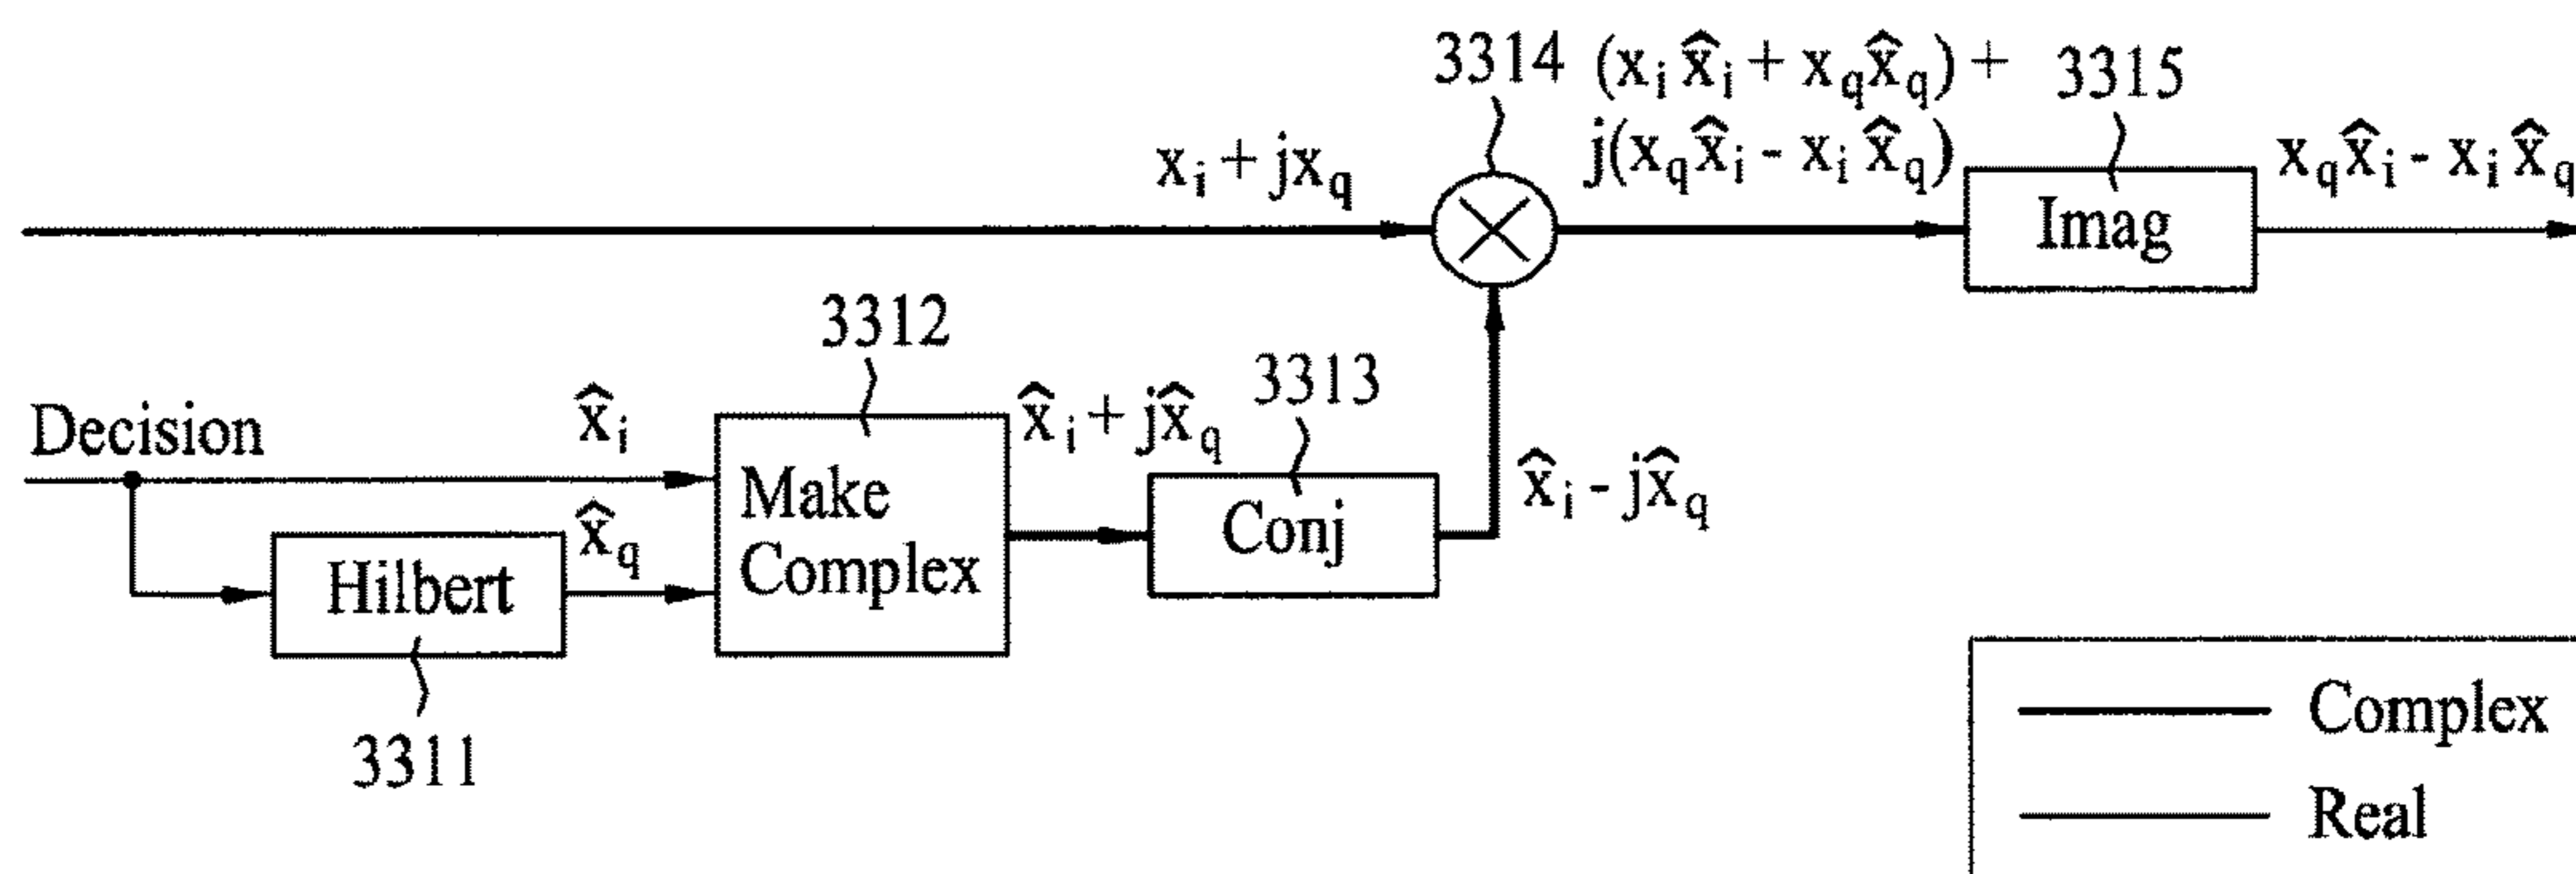 3314
(x_i x̂_i + x_q x̂_q) +
3315
x_i + jx_q
j(x_q x̂_i - x_i x̂_q)
x_q x̂_i - x_i x̂_q
Imag
3312
3313
Decision
x̂_i
x̂_i + jx̂_q
Make
Complex
Conj
x̂_i - jx̂_q
x̂_q
Hilbert
3311
Complex
Real